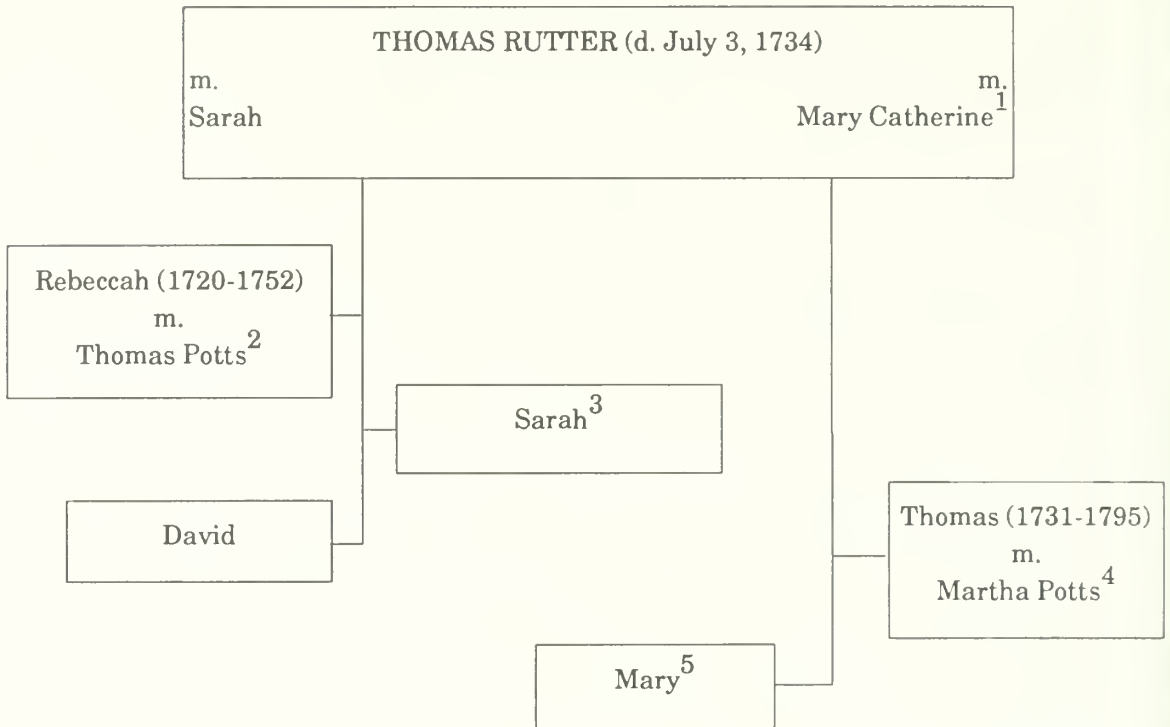 THOMAS RUTTER (d. July 3, 1734)
m. m.
Sarah Mary Catherine1
Rebeccah (1720-1752)
m.
Thomas Potts2
Sarah3
David
Thomas (1731-1795)
m.
Martha Potts4
Mary5